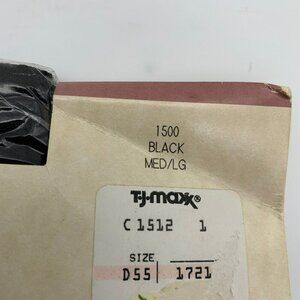 1500
BLACK
MED/LG
T·J·maxx®
C 1512 1
SIZE
D55 1721